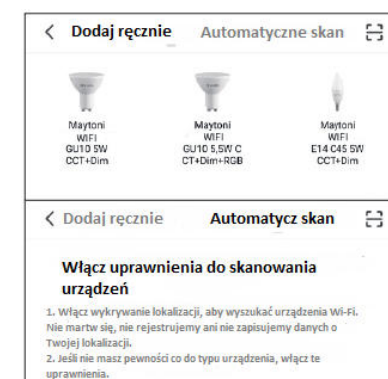 Dodaj ręcznie Automatyczne skan
Maytoni Maytoni Maytoni
WIFI WIFI WIFI
GU10 5W GU10 5,5W C E14 C45 5W
CCT+Dim CT+Dim+RGB CCT+Dim
Dodaj ręcznie Automatycz skan
Włącz uprawnienia do skanowania
urządzeń
1. Włącz wykrywanie lokalizacji, aby wyszukać urządzenia Wi-Fi.
Nie martw się, nie rejestrujemy ani nie zapisujemy danych o
Twojej lokalizacji.
2. Jeśli nie masz pewności co do typu urządzenia, włącz te
uprawnienia.